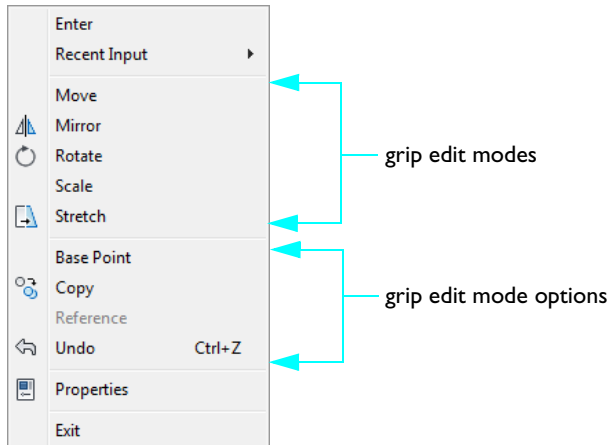 Enter
Recent Input
Move
Mirror
Rotate
Scale
Stretch
grip edit modes
Base Point
Copy
Reference
Undo Ctrl+Z
grip edit mode options
Properties
Exit